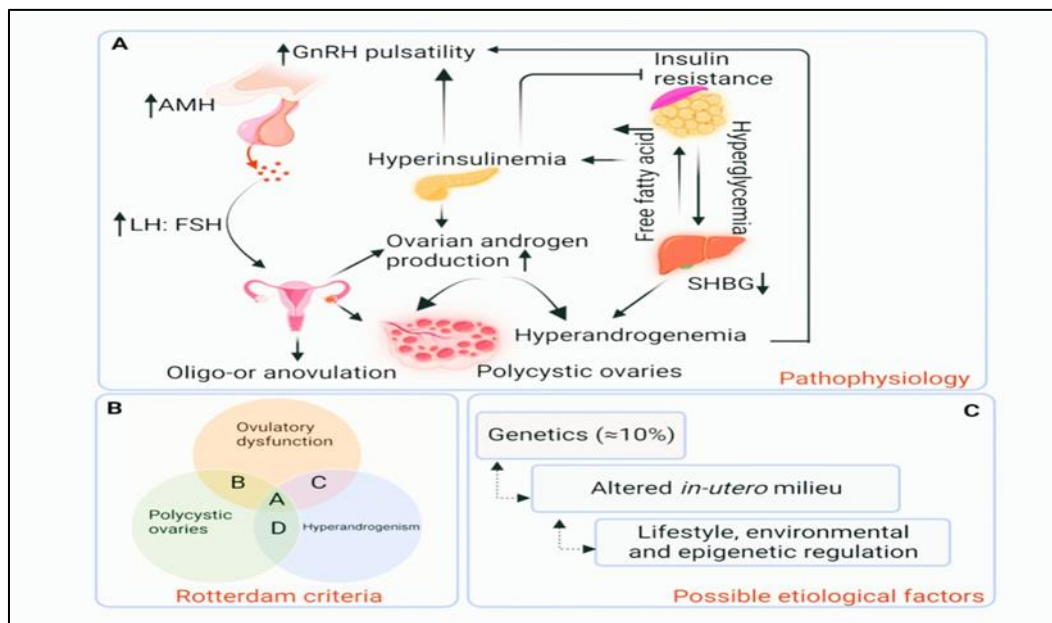 A
↑GnRH pulsatility
Insulin
resistance
↑AMH
Hyperinsulinemia
Free fatty acid
Hyperglycemia
↑LH: FSH
Ovarian androgen
production ↑
SHBG↓
Hyperandrogenemia
Oligo-or anovulation
Polycystic ovaries
Pathophysiology
B
Ovulatory
dysfunction
B
C
A
D
Polycystic
ovaries
Hyperandrogenism
Rotterdam criteria
C
Genetics (≈10%)
Altered in-utero milieu
Lifestyle, environmental
and epigenetic regulation
Possible etiological factors